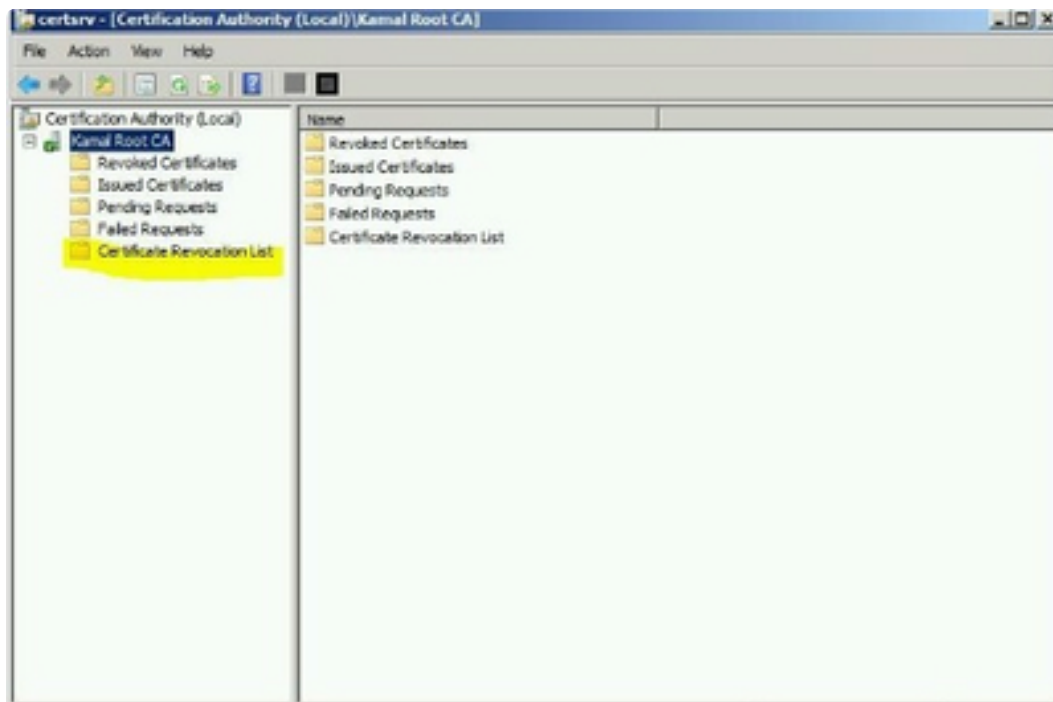 certsrv - [Certification Authority (Local)\Kamal Root CA]
File Action View Help
Certification Authority (Local)
Kamal Root CA
Revoked Certificates
Issued Certificates
Pending Requests
Failed Requests
Certificate Revocation List
Name
Revoked Certificates
Issued Certificates
Pending Requests
Failed Requests
Certificate Revocation List